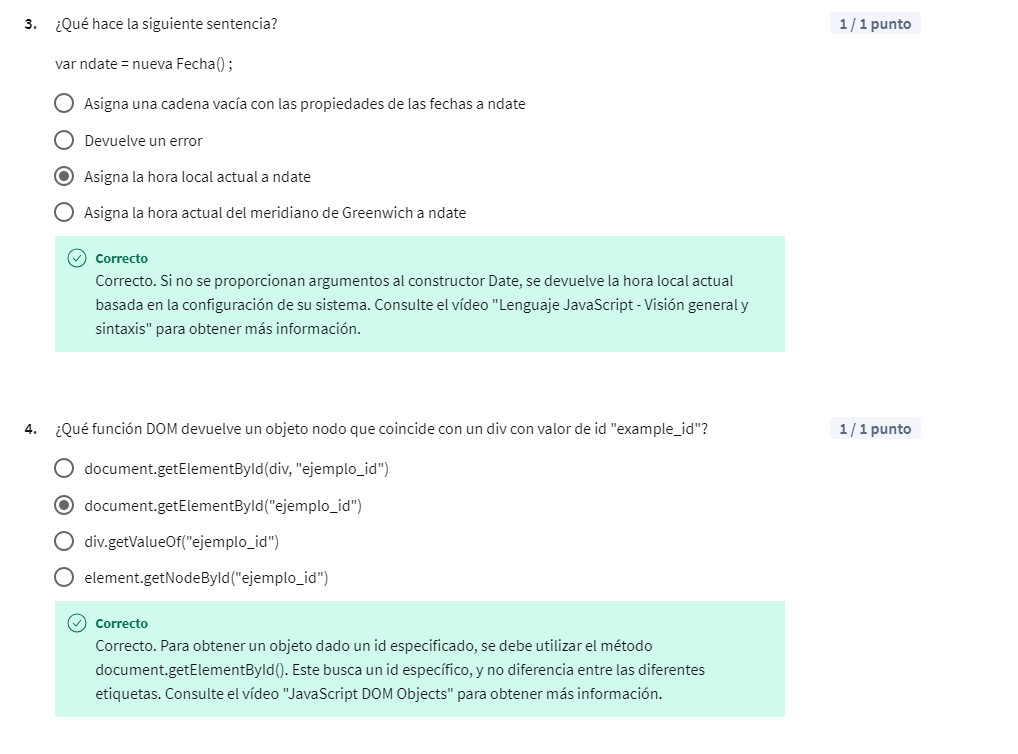 3. ¿Qué hace la siguiente sentencia?
1 / 1 punto
var ndate = nueva Fecha() ;
Asigna una cadena vacía con las propiedades de las fechas a ndate
Devuelve un error
Asigna la hora local actual a ndate
Asigna la hora actual del meridiano de Greenwich a ndate
Correcto
Correcto. Si no se proporcionan argumentos al constructor Date, se devuelve la hora local actual
basada en la configuración de su sistema. Consulte el vídeo "Lenguaje JavaScript - Visión general y
sintaxis" para obtener más información.
4. ¿Qué función DOM devuelve un objeto nodo que coincide con un div con valor de id "example_id"?
1 / 1 punto
document.getElementById(div, "ejemplo_id")
document.getElementById("ejemplo_id")
div.getValueOf("ejemplo_id")
element.getNodeById("ejemplo_id")
Correcto
Correcto. Para obtener un objeto dado un id especificado, se debe utilizar el método
document.getElementById(). Este busca un id específico, y no diferencia entre las diferentes
etiquetas. Consulte el vídeo "JavaScript DOM Objects" para obtener más información.